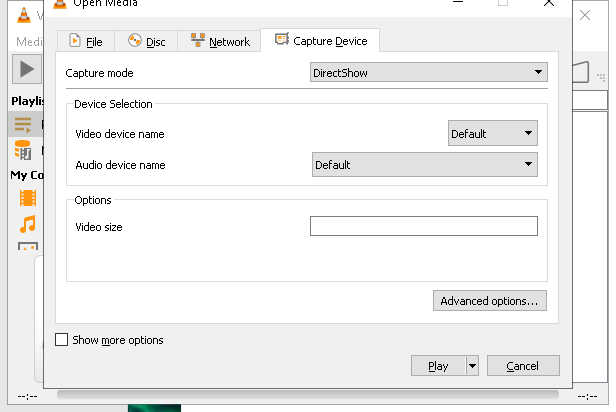 Open Media
V
Medi
File
Disc
Network
Capture Device
Capture mode
DirectShow
Playlis
Device Selection
Video device name
Default
Audio device name
Default
My Co
Options
Video size
Advanced options...
Show more options
Play
Cancel
--:--
--:--